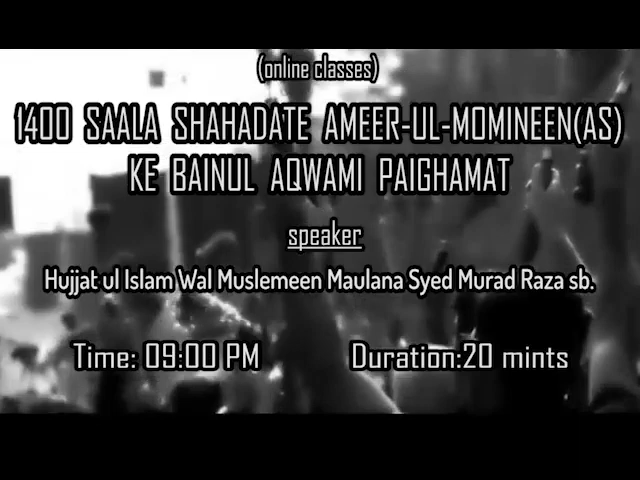 (online classes)
1400 SAALA SHAHADATE AMEER-UL-MOMINEEN(AS)
KE BAINUL AQWAMI PAIGHAMAT
speaker
Hujjat ul Islam Wal Muslemeen Maulana Syed Murad Raza sb.
Time: 09:00 PM Duration:20 mints